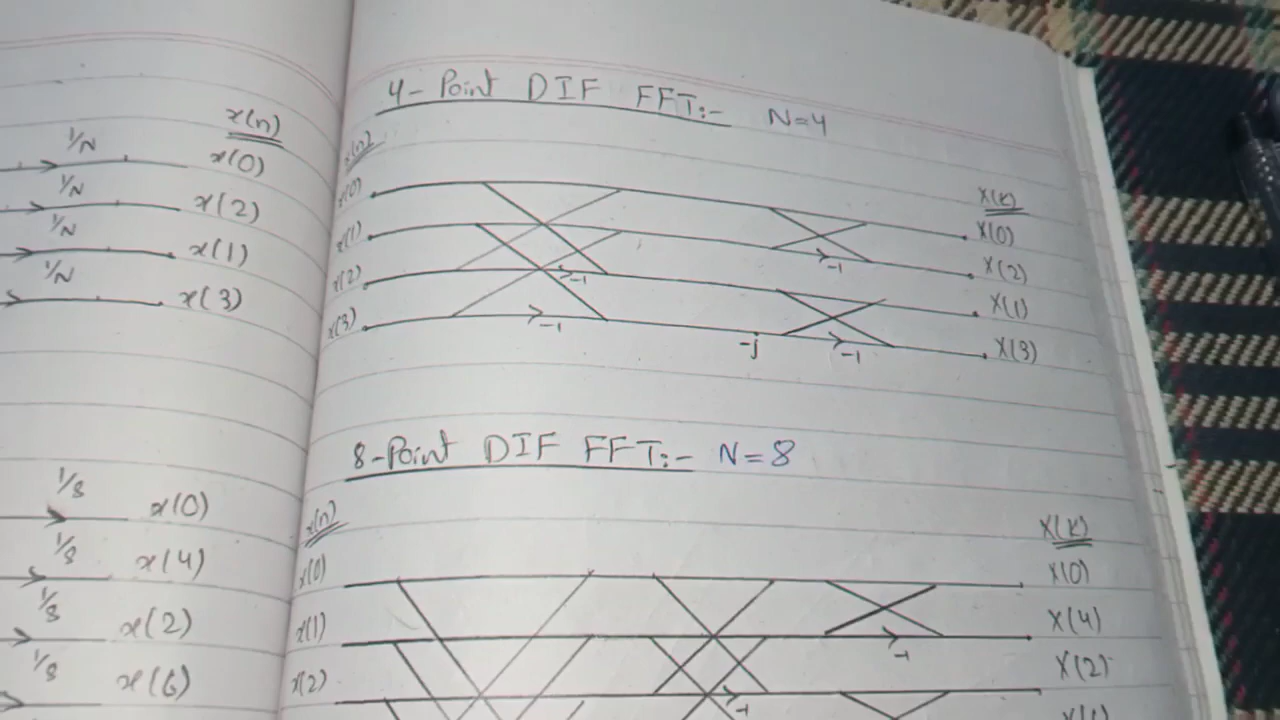 x(n)
1/N x(0)
1/N x(2)
1/N x(1)
1/N x(3)
1/8 x(0)
1/8 x(4)
1/8 x(2)
1/8 x(6)
4-Point DIF FFT:- N=4
x(n) X(k)
x(0) X(0)
x(1) -1 X(2)
x(2) -1 X(1)
x(3) -1 -j -1 X(3)
8-Point DIF FFT:- N=8
x(n) X(k)
x(0) X(0)
x(1) -1 X(4)
x(2) -1 X(2)